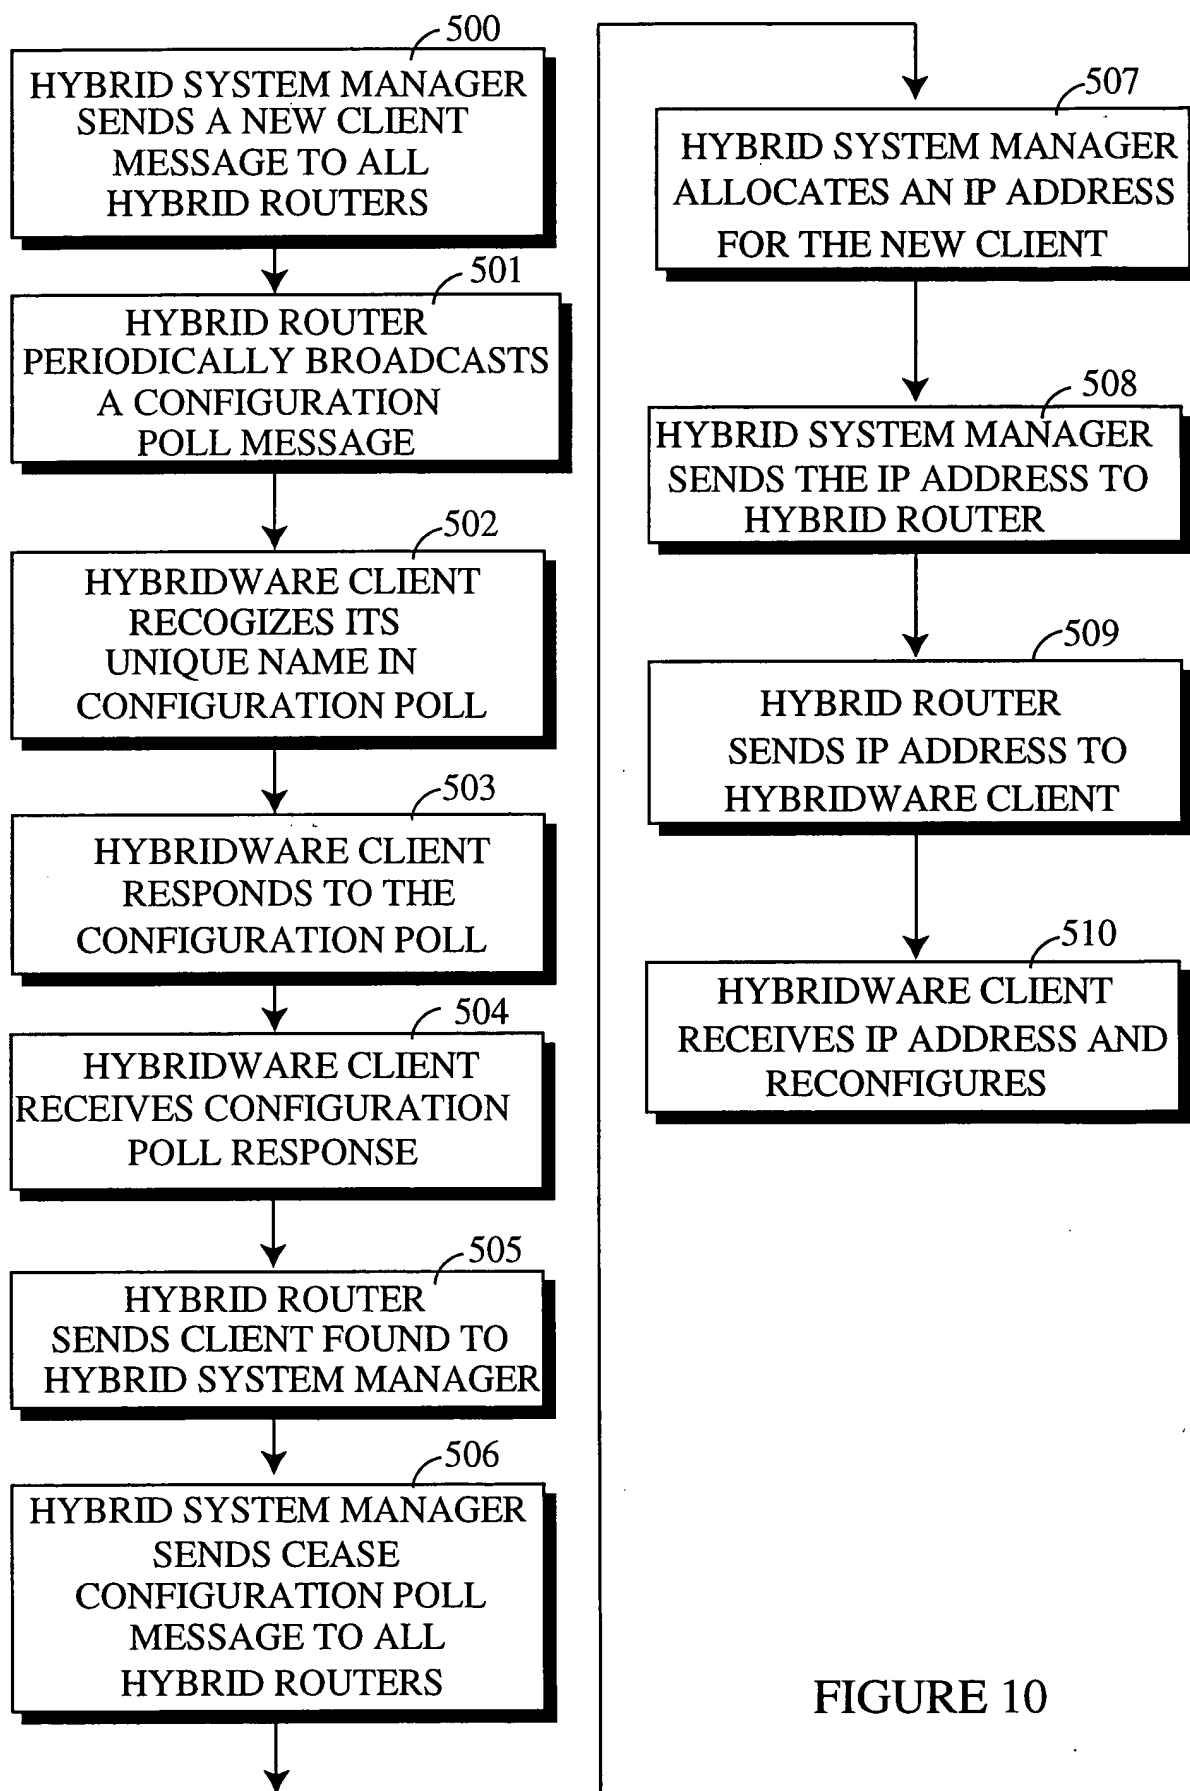 500
HYBRID SYSTEM MANAGER
SENDS A NEW CLIENT
MESSAGE TO ALL
HYBRID ROUTERS
501
HYBRID ROUTER
PERIODICALLY BROADCASTS
A CONFIGURATION
POLL MESSAGE
502
HYBRIDWARE CLIENT
RECOGIZES ITS
UNIQUE NAME IN
CONFIGURATION POLL
503
HYBRIDWARE CLIENT
RESPONDS TO THE
CONFIGURATION POLL
504
HYBRIDWARE CLIENT
RECEIVES CONFIGURATION
POLL RESPONSE
505
HYBRID ROUTER
SENDS CLIENT FOUND TO
HYBRID SYSTEM MANAGER
506
HYBRID SYSTEM MANAGER
SENDS CEASE
CONFIGURATION POLL
MESSAGE TO ALL
HYBRID ROUTERS
507
HYBRID SYSTEM MANAGER
ALLOCATES AN IP ADDRESS
FOR THE NEW CLIENT
508
HYBRID SYSTEM MANAGER
SENDS THE IP ADDRESS TO
HYBRID ROUTER
509
HYBRID ROUTER
SENDS IP ADDRESS TO
HYBRIDWARE CLIENT
510
HYBRIDWARE CLIENT
RECEIVES IP ADDRESS AND
RECONFIGURES
FIGURE 10